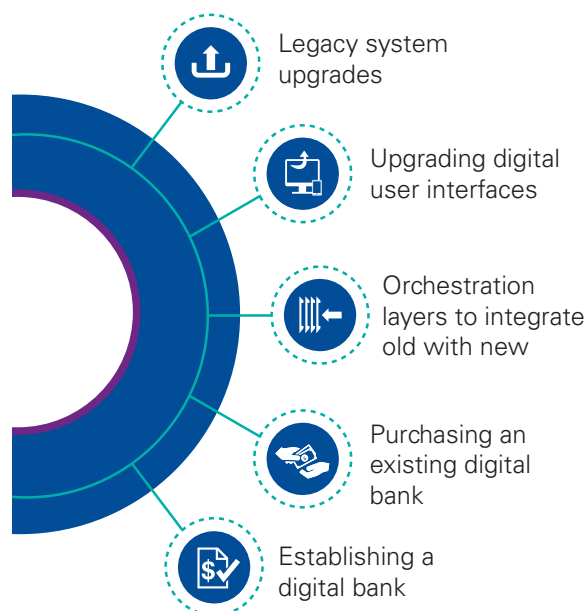 Legacy system
upgrades
Upgrading digital
user interfaces
Orchestration
layers to integrate
old with new
Purchasing an
existing digital
bank
$
Establishing a
digital bank